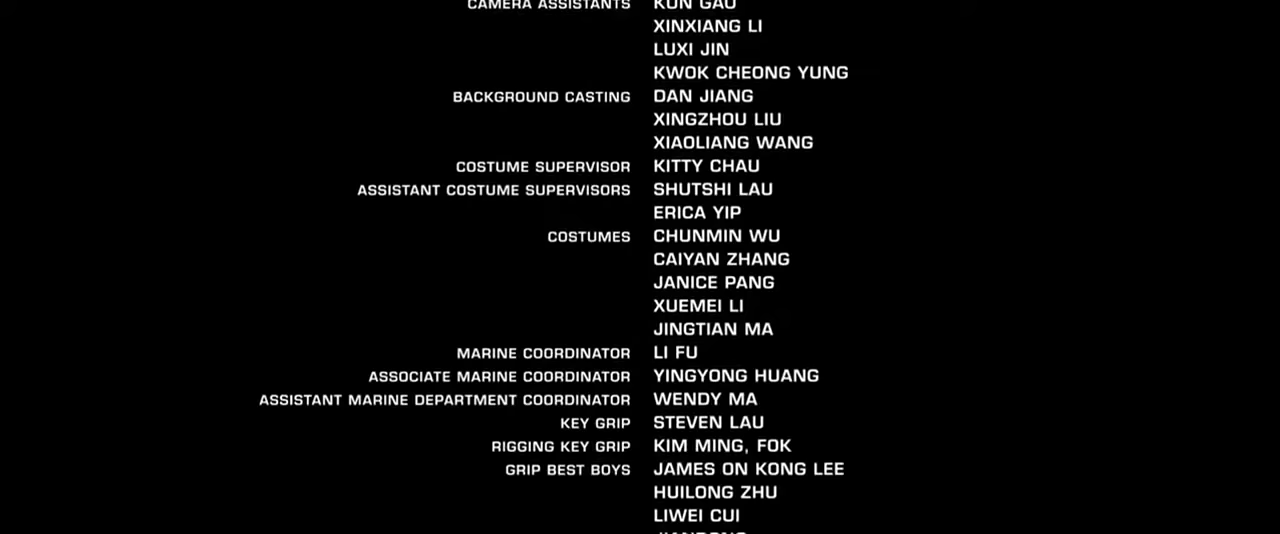 CAMERA ASSISTANTS KUN GAO
XINXIANG LI
LUXI JIN
KWOK CHEONG YUNG
BACKGROUND CASTING DAN JIANG
XINGZHOU LIU
XIAOLIANG WANG
COSTUME SUPERVISOR KITTY CHAU
ASSISTANT COSTUME SUPERVISORS SHUTSHI LAU
ERICA YIP
COSTUMES CHUNMIN WU
CAIYAN ZHANG
JANICE PANG
XUEMEI LI
JINGTIAN MA
MARINE COORDINATOR LI FU
ASSOCIATE MARINE COORDINATOR YINGYONG HUANG
ASSISTANT MARINE DEPARTMENT COORDINATOR WENDY MA
KEY GRIP STEVEN LAU
RIGGING KEY GRIP KIM MING, FOK
GRIP BEST BOYS JAMES ON KONG LEE
HUILONG ZHU
LIWEI CUI